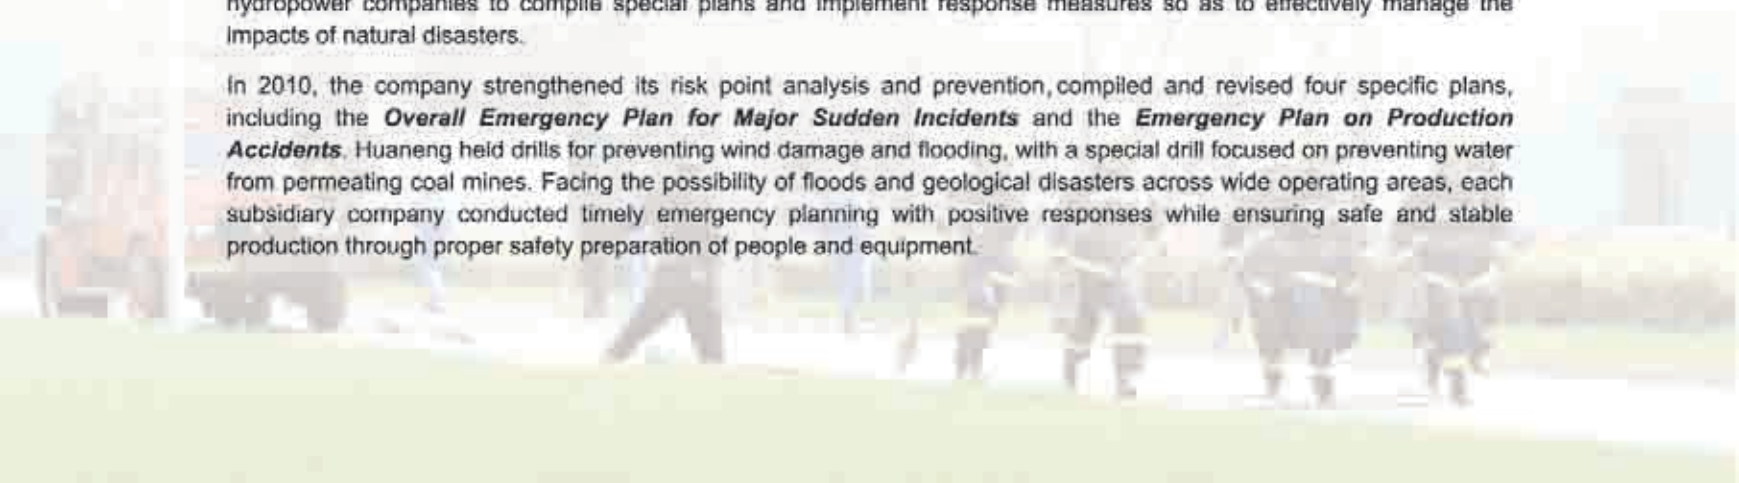 hydropower companies to compile special plans and implement response measures so as to effectively manage the
impacts of natural disasters.
In 2010, the company strengthened its risk point analysis and prevention, compiled and revised four specific plans,
including the Overall Emergency Plan for Major Sudden Incidents and the Emergency Plan on Production
Accidents. Huaneng held drills for preventing wind damage and flooding, with a special drill focused on preventing water
from permeating coal mines. Facing the possibility of floods and geological disasters across wide operating areas, each
subsidiary company conducted timely emergency planning with positive responses while ensuring safe and stable
production through proper safety preparation of people and equipment.